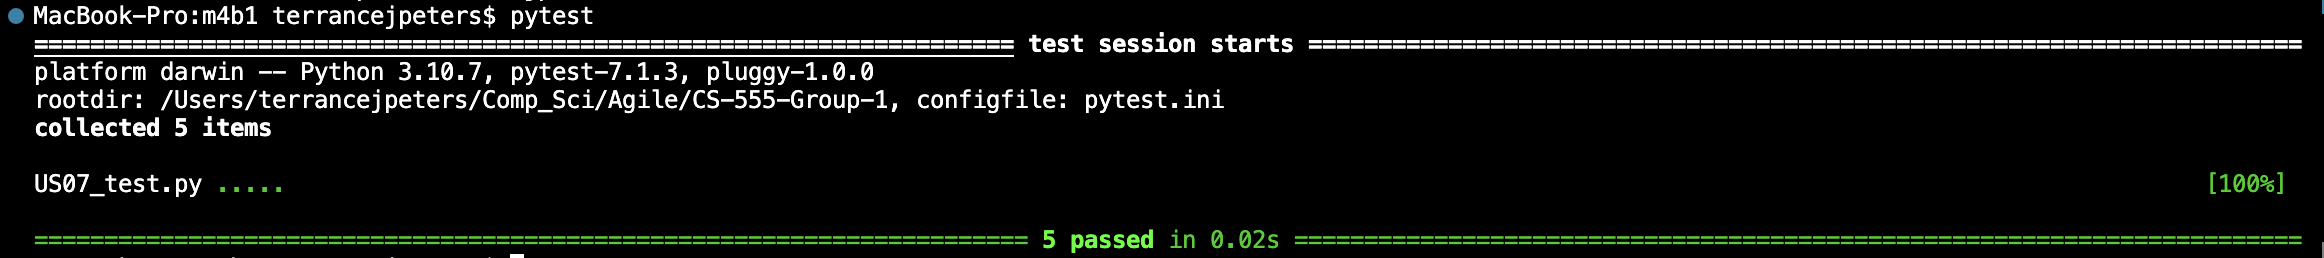 MacBook-Pro:m4b1 terrancejpeters$ pytest
====================================================================== test session starts =======================================================================
platform darwin -- Python 3.10.7, pytest-7.1.3, pluggy-1.0.0
rootdir: /Users/terrancejpeters/Comp_Sci/Agile/CS-555-Group-1, configfile: pytest.ini
collected 5 items
US07_test.py ..... [100%]
======================================================================= 5 passed in 0.02s ========================================================================